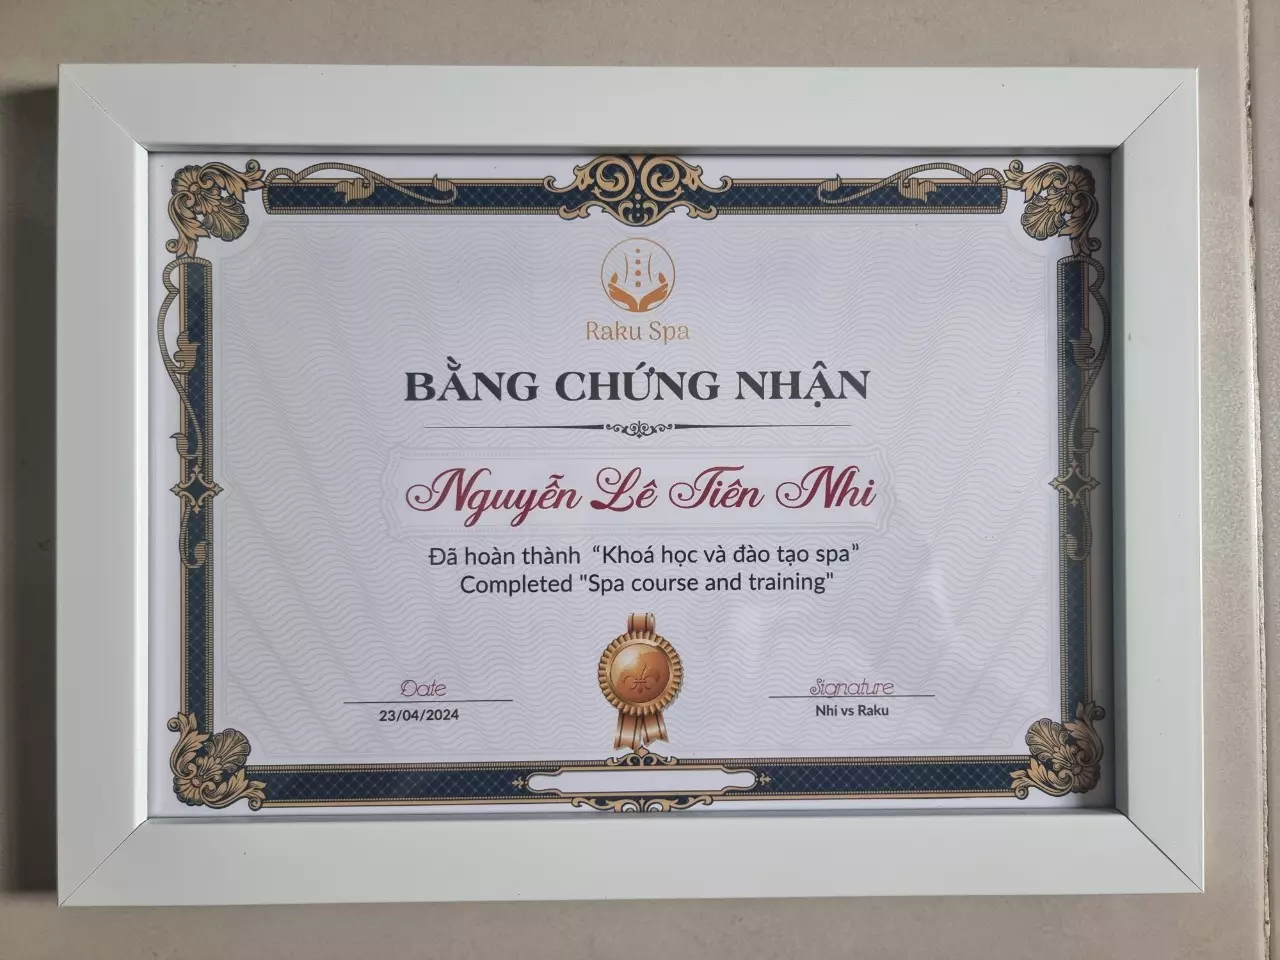 Raku Spa
BẰNG CHỨNG NHẬN
Nguyễn Lê Tiên Nhi
Đã hoàn thành “Khoá học và đào tạo spa”
Completed "Spa course and training"
Date
23/04/2024
Signature
Nhi vs Raku